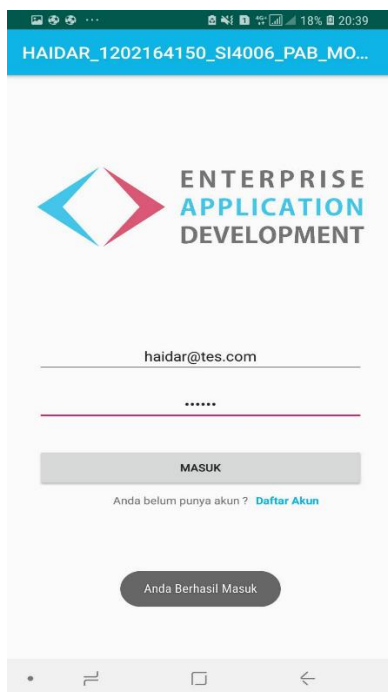 18% 20:39
HAIDAR_1202164150_SI4006_PAB_MO...
ENTERPRISE
APPLICATION
DEVELOPMENT
haidar@tes.com
••••••
MASUK
Anda belum punya akun ? Daftar Akun
Anda Berhasil Masuk